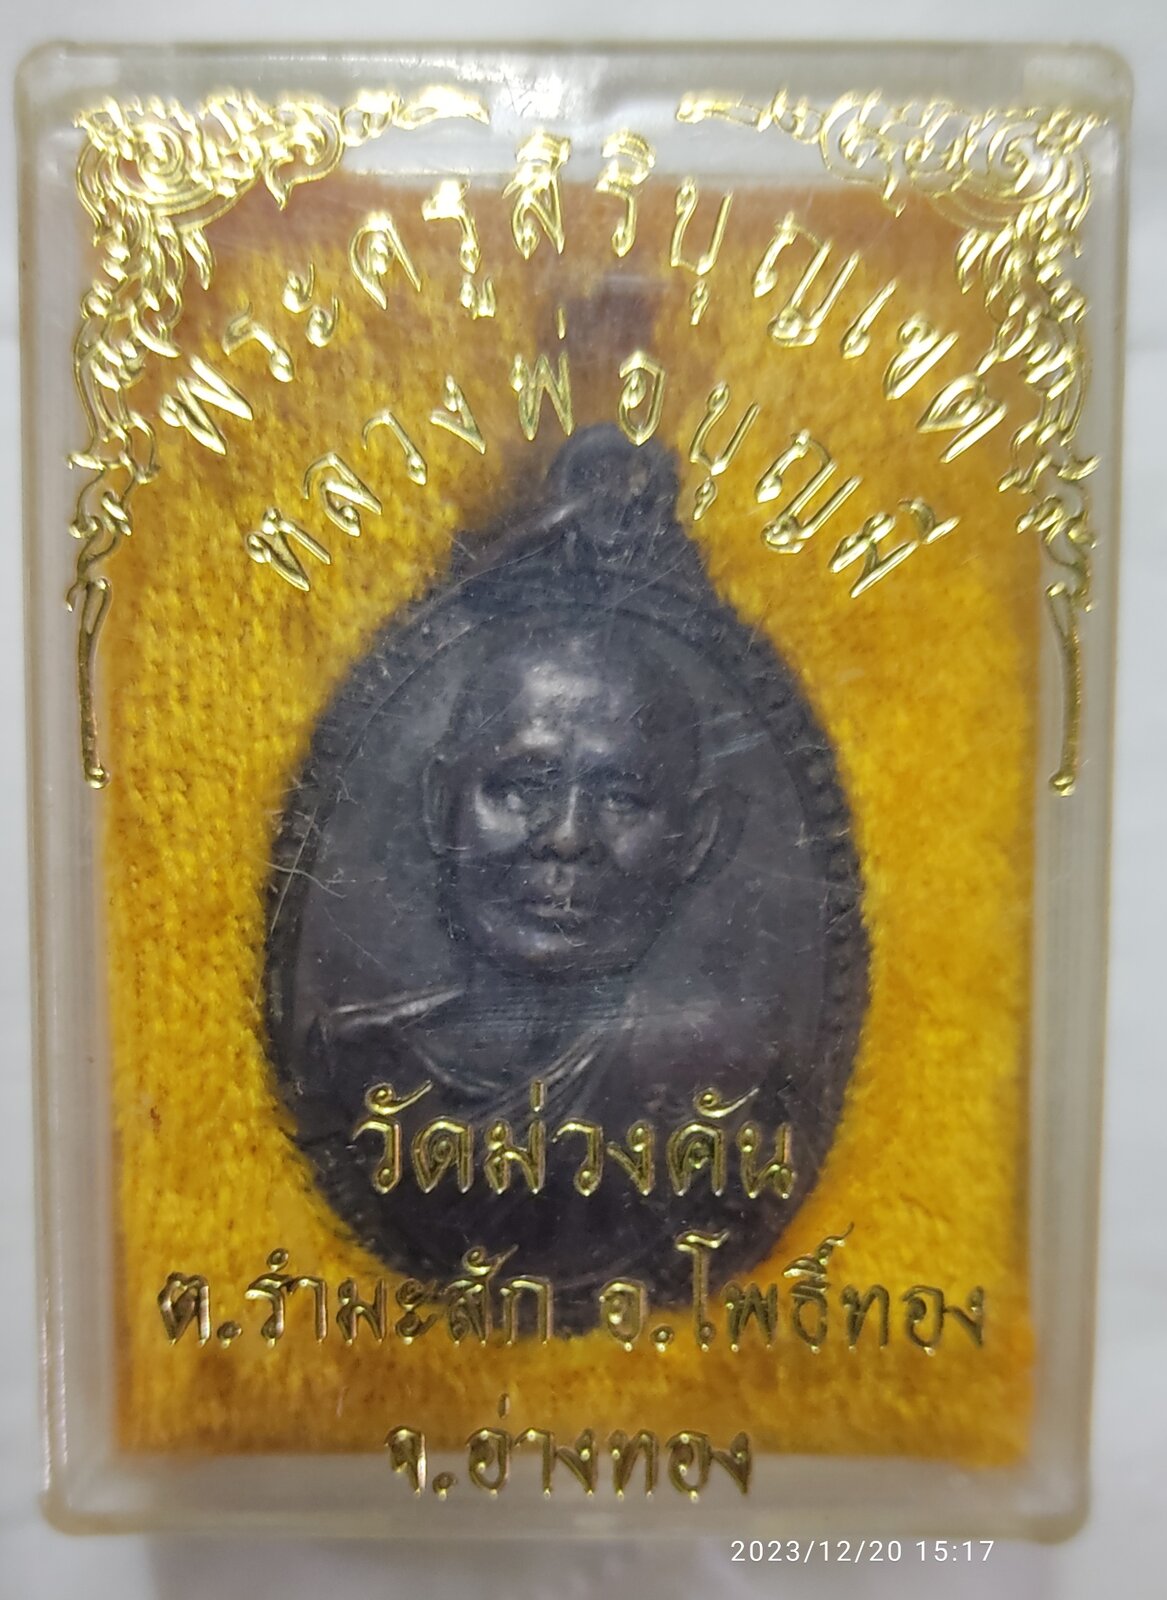 พระครูสิริบุญเขต
หลวงพ่อบุญมี
วัดม่วงคัน
ต.รำมะสัก อ.โพธิ์ทอง
จ.อ่างทอง
2023/12/20 15:17